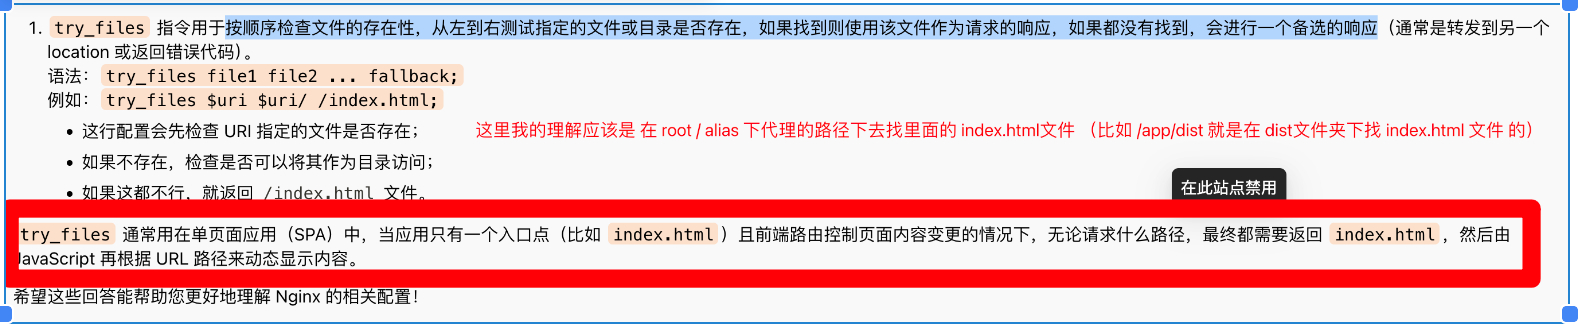 1. try_files 指令用于按顺序检查文件的存在性，从左到右测试指定的文件或目录是否存在，如果找到则使用该文件作为请求的响应，如果都没有找到，会进行一个备选的响应（通常是转发到另一个
location 或返回错误代码）。
语法： try_files file1 file2 ... fallback;
例如： try_files $uri $uri/ /index.html;
• 这行配置会先检查 URI 指定的文件是否存在； 这里我的理解应该是 在 root / alias 下代理的路径下去找里面的 index.html文件 （比如 /app/dist 就是在 dist文件夹下找 index.html 文件 的）
• 如果不存在，检查是否可以将其作为目录访问；
在此站点禁用
• 如果这都不行，就返回 /index.html 文件。
try_files 通常用在单页面应用（SPA）中，当应用只有一个入口点（比如 index.html ）且前端路由控制页面内容变更的情况下，无论请求什么路径，最终都需要返回 index.html ，然后由
JavaScript 再根据 URL 路径来动态显示内容。
希望这些回答能帮助您更好地理解 Nginx 的相关配置！